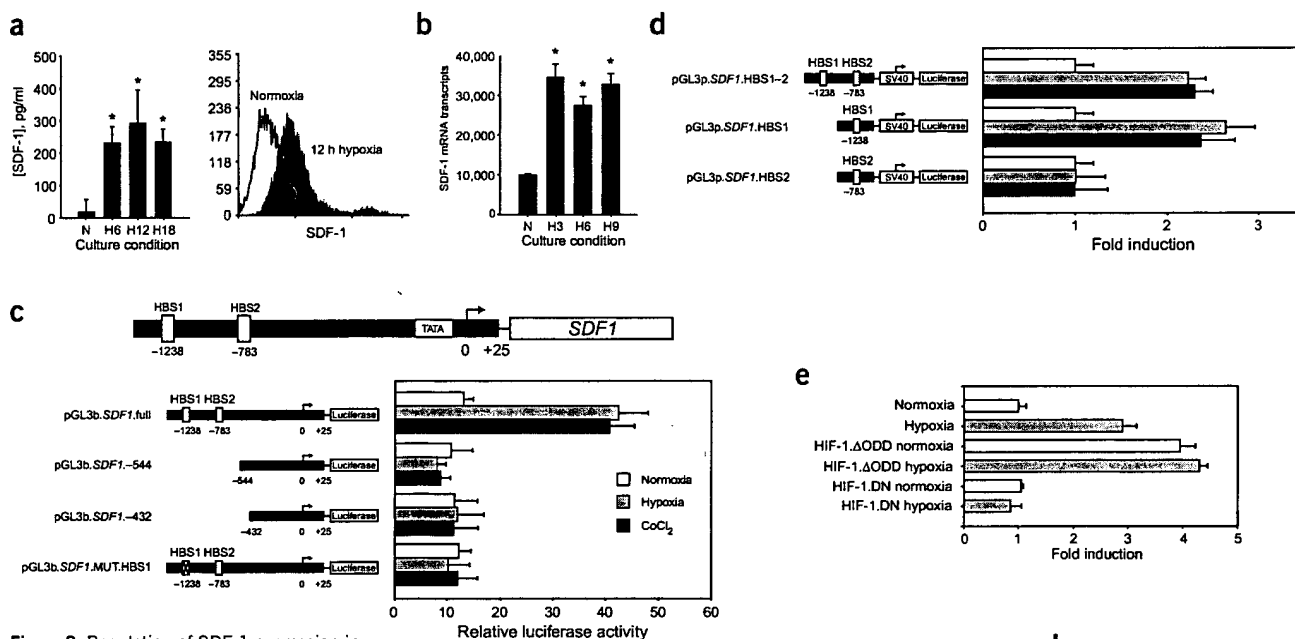 a
500
400
300
200
100
0
[SDF-1], pg/ml
* * *
N H6 H12 H18
Culture condition
355
295
238
177
118
59
0
Normoxia
12 h hypoxia
SDF-1
b
40,000
30,000
20,000
10,000
0
SDF-1 mRNA transcripts
* * *
N H3 H6 H9
Culture condition
c
HBS1 HBS2
TATA
SDF1
–1238 –783 0 +25
pGL3b.SDF1.full
HBS1 HBS2
Luciferase
–1238 –783 0 +25
pGL3b.SDF1.–544
Luciferase
–544 0 +25
pGL3b.SDF1.–432
Luciferase
–432 0 +25
pGL3b.SDF1.MUT.HBS1
HBS1 HBS2
Luciferase
–1238 –783 0 +25
Normoxia
Hypoxia
CoCl2
0 10 20 30 40 50 60
Relative luciferase activity
d
pGL3p.SDF1.HBS1–2
HBS1 HBS2
SV40 Luciferase
–1238 –783
pGL3p.SDF1.HBS1
HBS1
SV40 Luciferase
–1238
pGL3p.SDF1.HBS2
HBS2
SV40 Luciferase
–783
0 1 2 3
Fold induction
e
Normoxia
Hypoxia
HIF-1.ΔODD normoxia
HIF-1.ΔODD hypoxia
HIF-1.DN normoxia
HIF-1.DN hypoxia
0 1 2 3 4 5
Fold induction